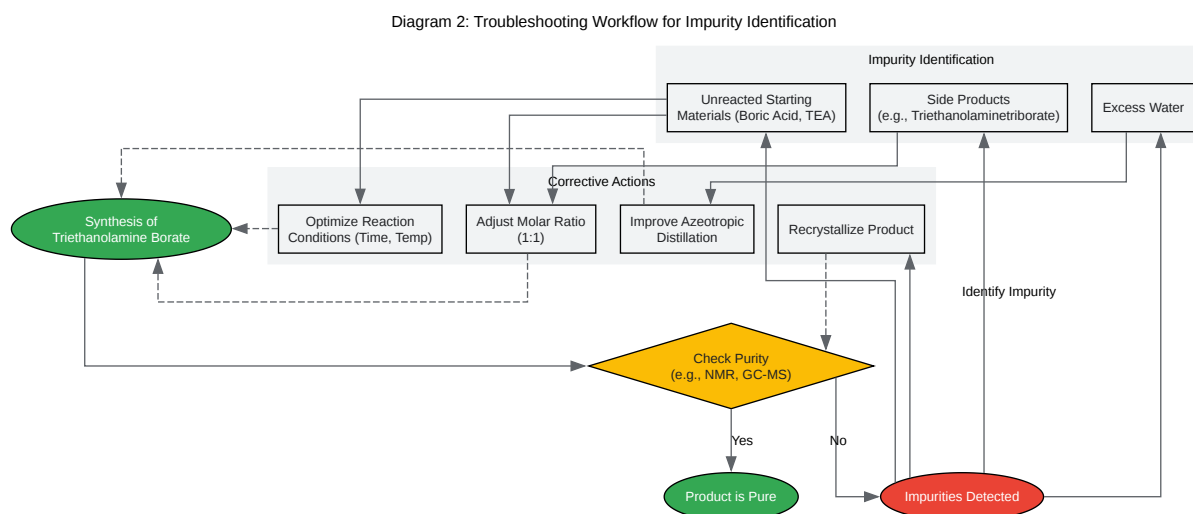 Diagram 2: Troubleshooting Workflow for Impurity Identification
Impurity Identification
Unreacted Starting
Materials (Boric Acid, TEA)
Side Products
(e.g., Triethanolaminetriborate)
Excess Water
Corrective Actions
Synthesis of
Triethanolamine Borate
Optimize Reaction
Conditions (Time, Temp)
Adjust Molar Ratio
(1:1)
Improve Azeotropic
Distillation
Recrystallize Product
Identify Impurity
Check Purity
(e.g., NMR, GC-MS)
Yes
No
Product is Pure
Impurities Detected